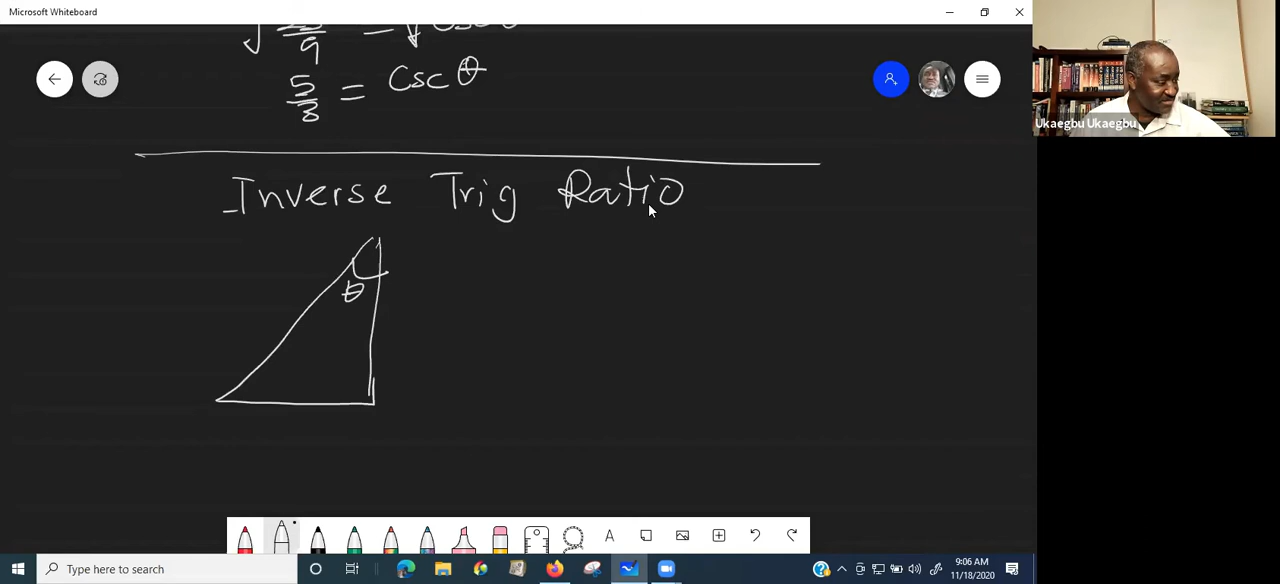 Microsoft Whiteboard
5/3 = csc θ
Inverse Trig Ratio
θ
Ukaegbu Ukaegbu
A
Type here to search
9:06 AM
11/18/2020